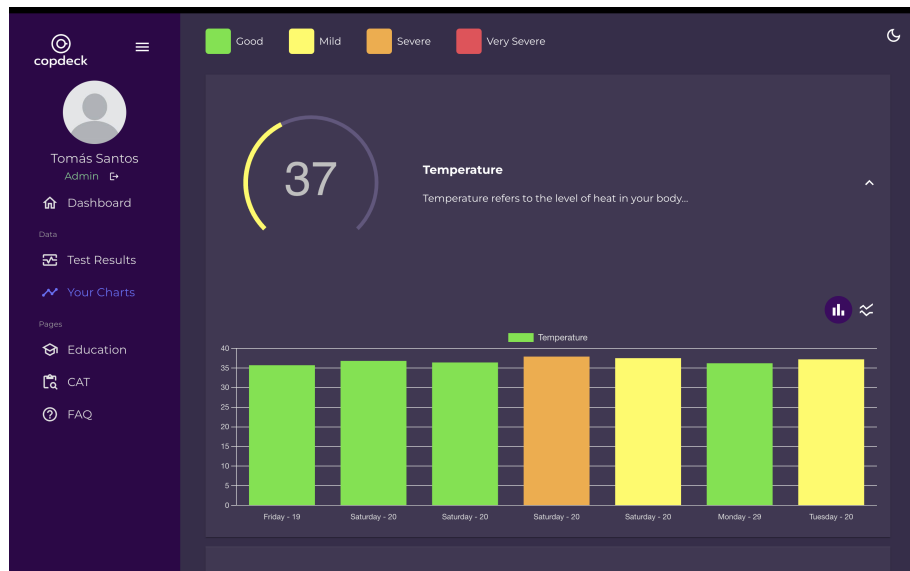 Good Mild Severe Very Severe
copdeck
Tomás Santos
Admin
Dashboard
Data
Test Results
Your Charts
Pages
Education
CAT
FAQ
37
Temperature
Temperature refers to the level of heat in your body...
Temperature
40
35
30
25
20
15
10
5
0
Friday - 19 Saturday - 20 Saturday - 20 Saturday - 20 Saturday - 20 Monday - 29 Tuesday - 20